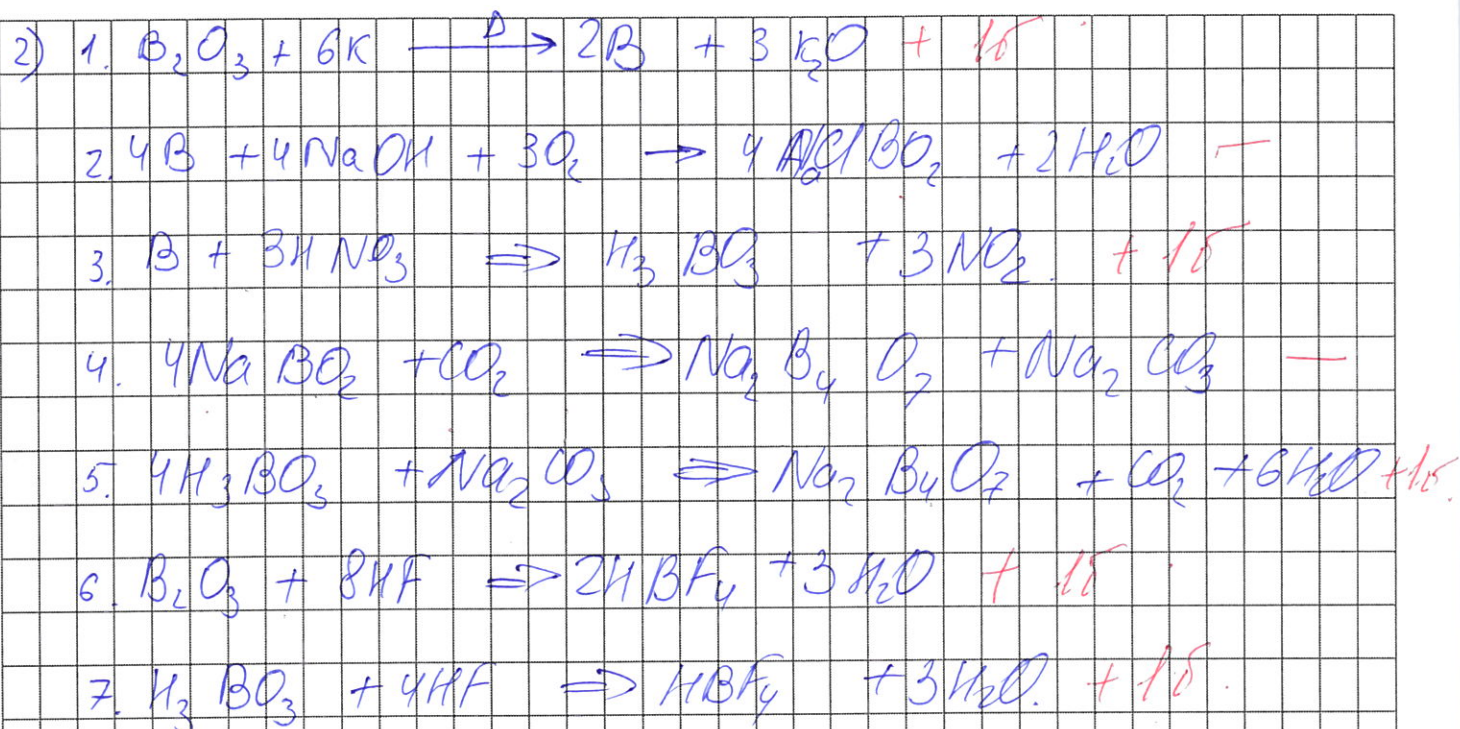 2) 1. B₂O₃ + 6K —Δ→ 2B + 3K₂O + 1б
2. 4B + 4NaOH + 3O₂ → 4 NaBO₂ + 2H₂O —
3. B + 3HNO₃ ⇒ H₃BO₃ + 3NO₂. + 1б
4. 4NaBO₂ + CO₂ ⇒ Na₂B₄O₇ + Na₂CO₃ —
5. 4H₃BO₃ + Na₂CO₃ ⇒ Na₂B₄O₇ + CO₂ + 6H₂O + 1б.
6. B₂O₃ + 8HF ⇒ 2HBF₄ + 3H₂O + 1б
7. H₃BO₃ + 4HF ⇒ HBF₄ + 3H₂O. + 1б.